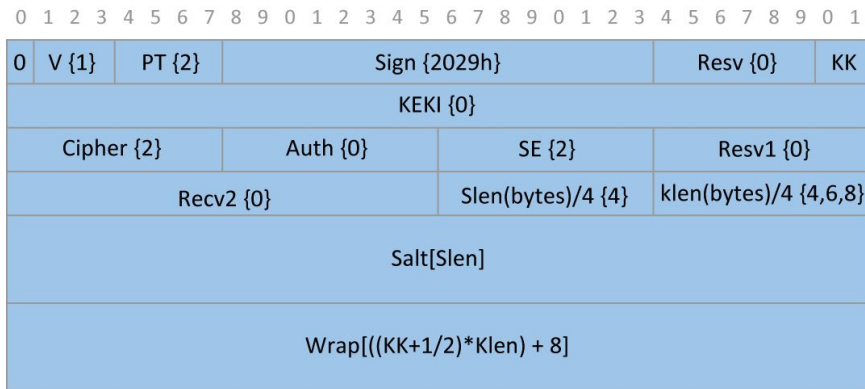 0 1 2 3 4 5 6 7 8 9 0 1 2 3 4 5 6 7 8 9 0 1 2 3 4 5 6 7 8 9 0 1
0 V {1} PT {2} Sign {2029h} Resv {0} KK
KEKI {0}
Cipher {2} Auth {0} SE {2} Resv1 {0}
Recv2 {0} Slen(bytes)/4 {4} klen(bytes)/4 {4,6,8}
Salt[Slen]
Wrap[((KK+1/2)*Klen) + 8]